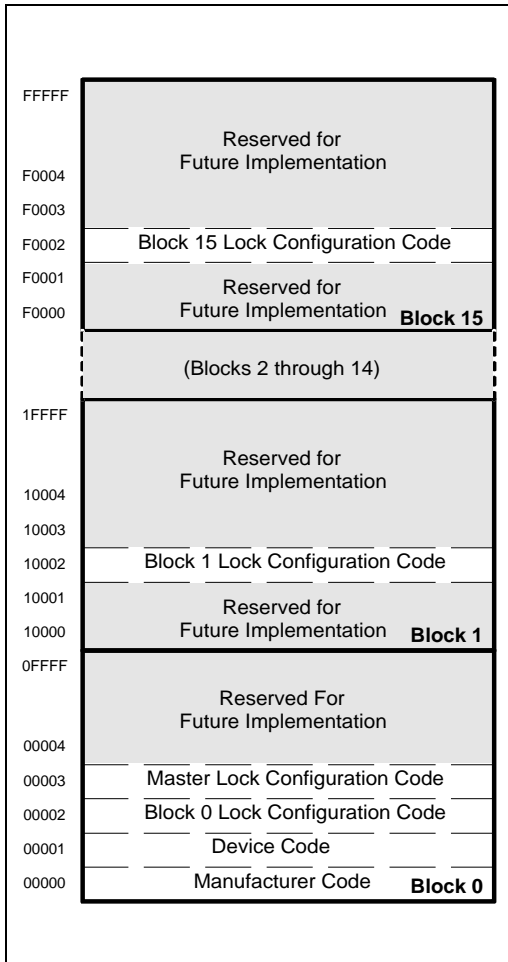 FFFFF
Reserved for
Future Implementation
F0004
F0003
F0002 Block 15 Lock Configuration Code
F0001
Reserved for
F0000 Future Implementation Block 15
(Blocks 2 through 14)
1FFFF
Reserved for
Future Implementation
10004
10003
10002 Block 1 Lock Configuration Code
10001
Reserved for
10000 Future Implementation Block 1
0FFFF
Reserved For
Future Implementation
00004
00003 Master Lock Configuration Code
00002 Block 0 Lock Configuration Code
00001 Device Code
00000 Manufacturer Code Block 0